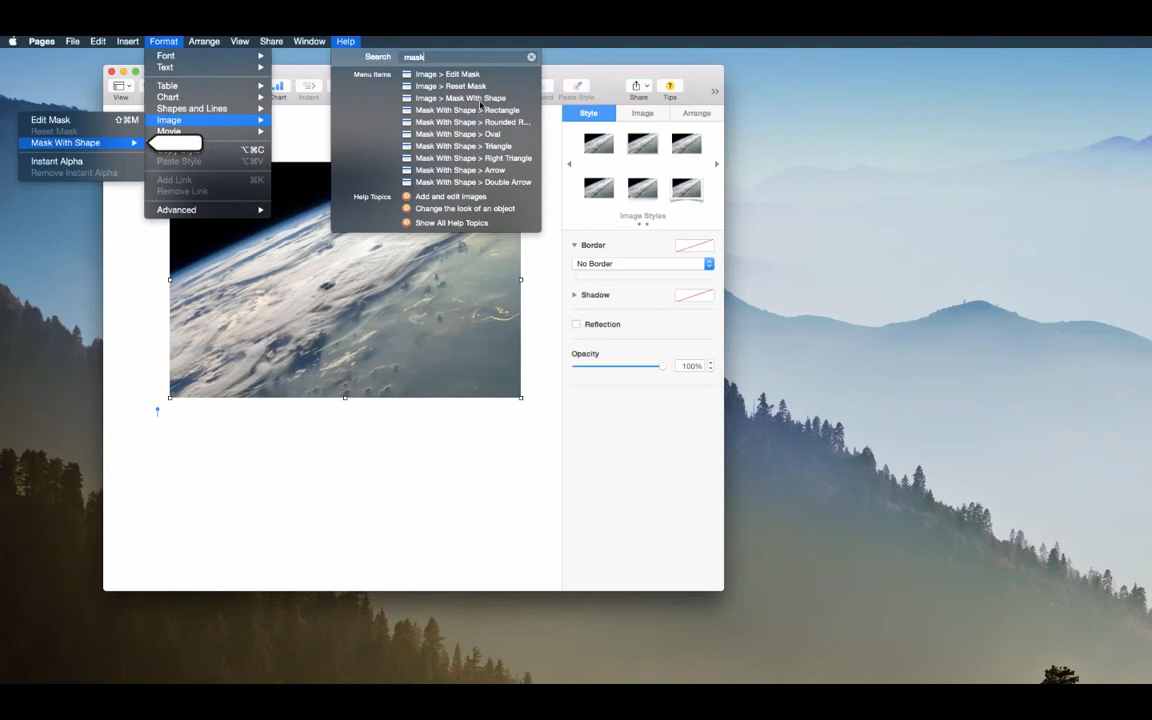 Pages File Edit Insert Format Arrange View Share Window Help
Font
Text
Table
Chart
Shapes and Lines
Image
Movie
⌥⌘C
Paste Style ⌥⌘V
Add Link ⌘K
Remove Link
Advanced
Edit Mask ⇧⌘M
Reset Mask
Mask With Shape
Instant Alpha
Remove Instant Alpha
Search mask
Menu Items Image > Edit Mask
Image > Reset Mask
Image > Mask With Shape
Mask With Shape > Rectangle
Mask With Shape > Rounded R...
Mask With Shape > Oval
Mask With Shape > Triangle
Mask With Shape > Right Triangle
Mask With Shape > Arrow
Mask With Shape > Double Arrow
Help Topics Add and edit images
Change the look of an object
Show All Help Topics
View Chart Indent Paste Style Share Tips
Style Image Arrange
Image Styles
Border
No Border
Shadow
Reflection
Opacity
100%